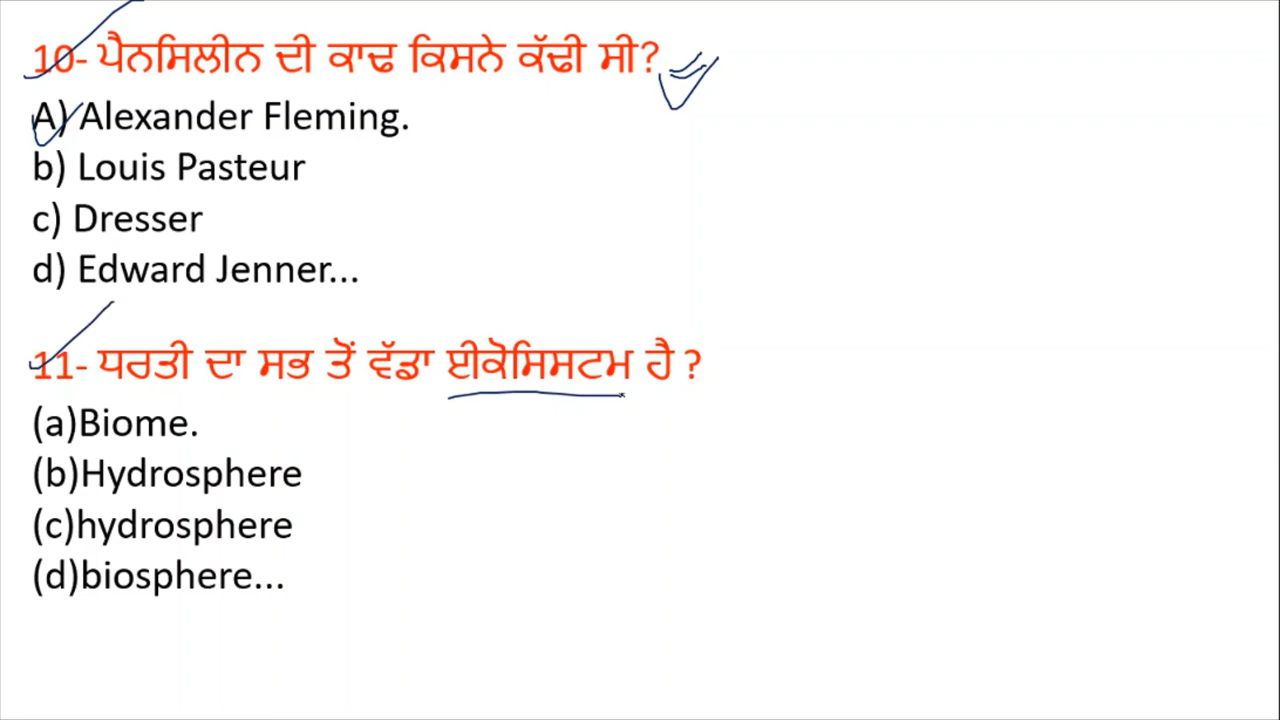 10- ਪੈਨਸਿਲੀਨ ਦੀ ਕਾਢ ਕਿਸਨੇ ਕੱਢੀ ਸੀ?
A) Alexander Fleming.
b) Louis Pasteur
c) Dresser
d) Edward Jenner...
11- ਧਰਤੀ ਦਾ ਸਭ ਤੋਂ ਵੱਡਾ ਈਕੋਸਿਸਟਮ ਹੈ ?
(a)Biome.
(b)Hydrosphere
(c)hydrosphere
(d)biosphere...